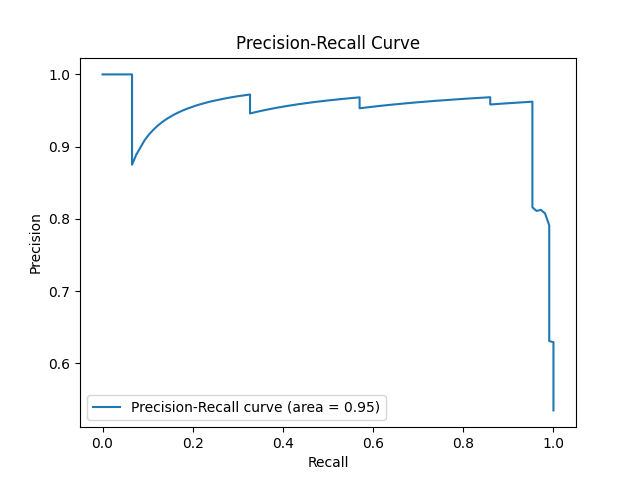 Precision-Recall Curve
1.0
0.9
0.8
0.7
0.6
Precision
Precision-Recall curve (area = 0.95)
0.0 0.2 0.4 0.6 0.8 1.0
Recall